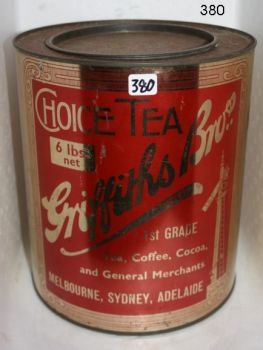 380
380
CHOICE TEA
6 lbs
net
Griffiths Bros.
1st GRADE
Tea, Coffee, Cocoa,
and General Merchants.
MELBOURNE, SYDNEY, ADELAIDE